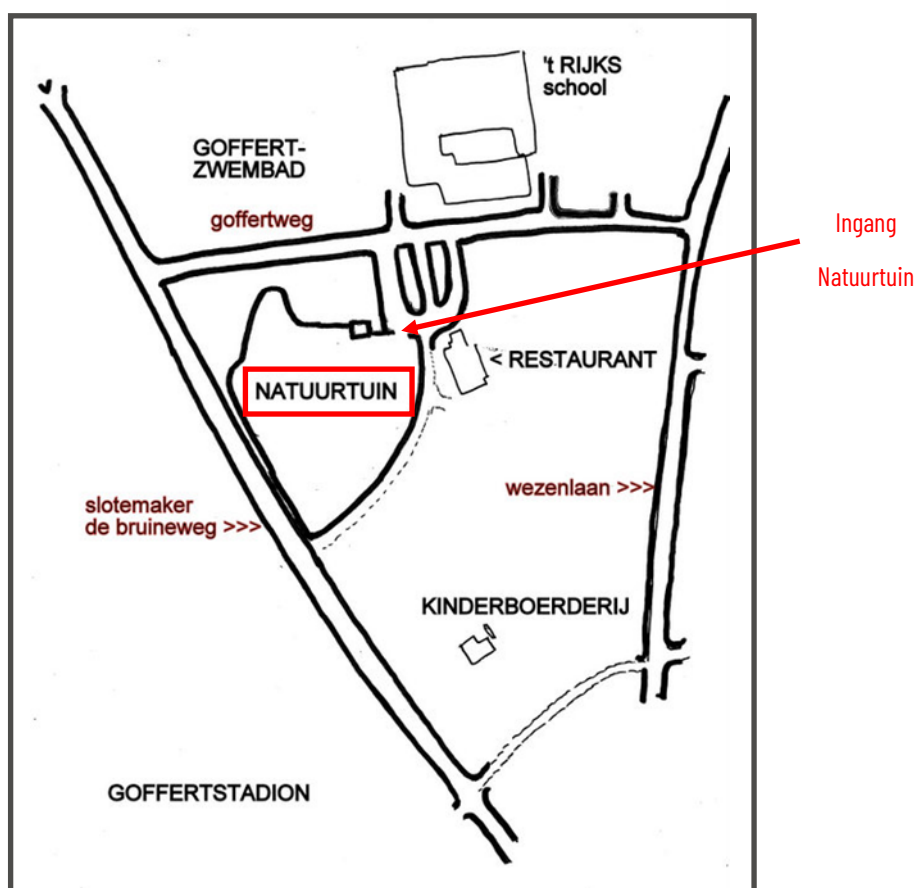 't RIJKS
school
GOFFERT-
ZWEMBAD
goffertweg
Ingang
Natuurtuin
< RESTAURANT
NATUURTUIN
wezenlaan >>>
slotemaker
de bruineweg >>>
KINDERBOERDERIJ
GOFFERTSTADION